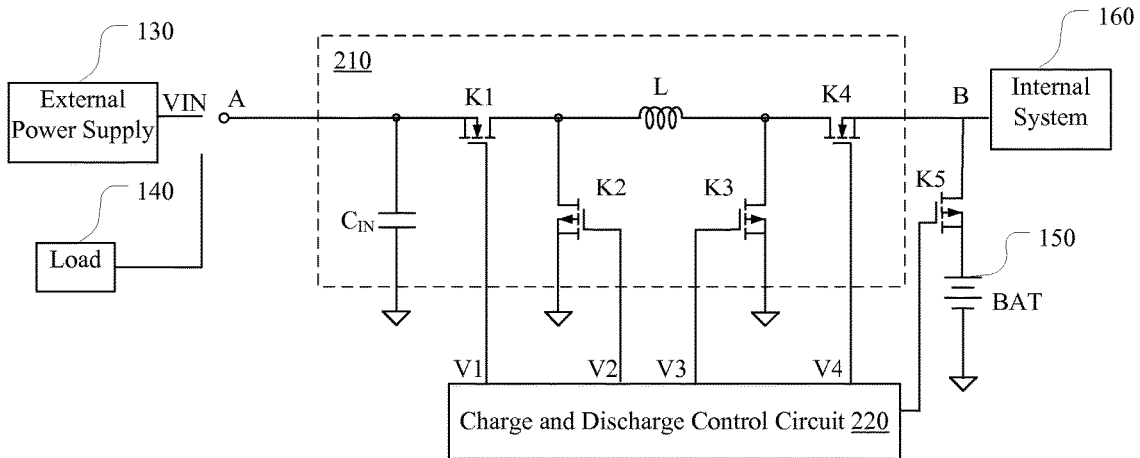 130
160
210
External
Power Supply
VIN
A
K1
L
K4
B
Internal
System
140
K2
K3
K5
C_IN
Load
150
BAT
V1
V2
V3
V4
Charge and Discharge Control Circuit 220